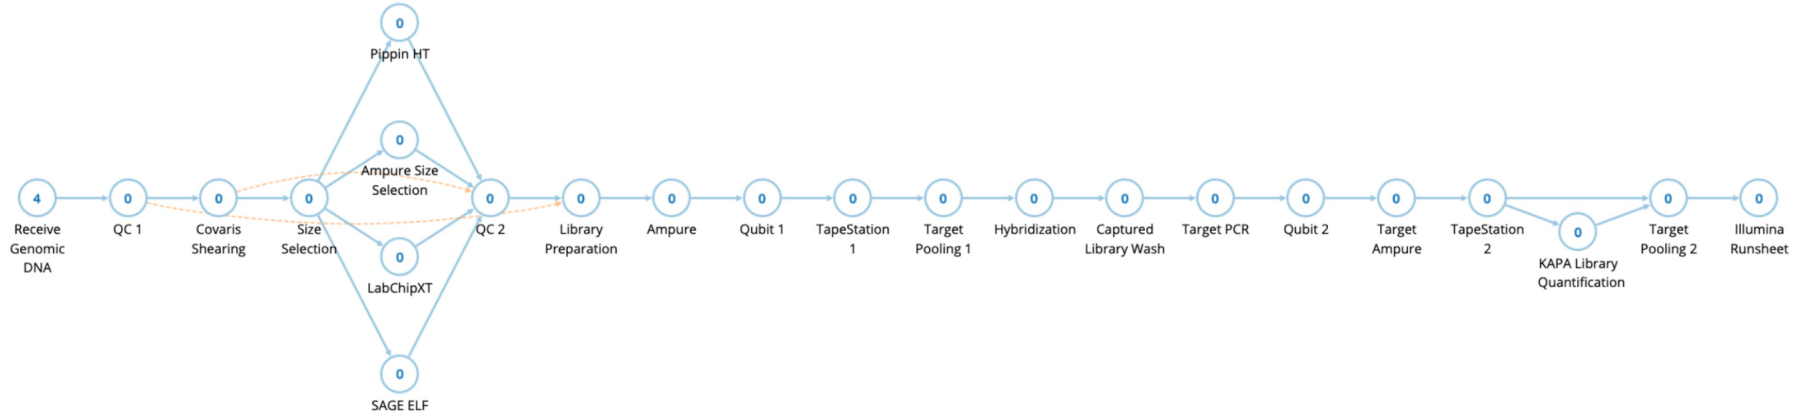 0
Pippin HT
0
Ampure Size
Selection
4
Receive
Genomic
DNA
0
QC 1
0
Covaris
Shearing
0
Size
Selection
0
LabChipXT
0
SAGE ELF
0
QC 2
0
Library
Preparation
0
Ampure
0
Qubit 1
0
TapeStation
1
0
Target
Pooling 1
0
Hybridization
0
Captured
Library Wash
0
Target PCR
0
Qubit 2
0
Target
Ampure
0
TapeStation
2
0
KAPA Library
Quantification
0
Target
Pooling 2
0
Illumina
Runsheet